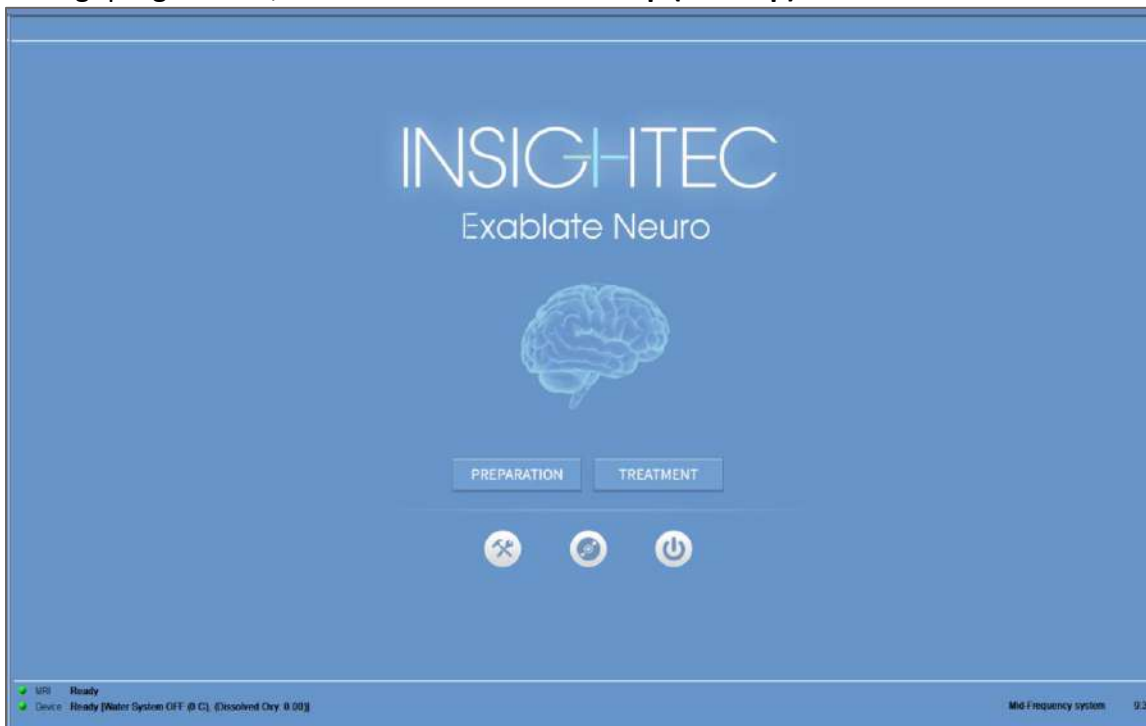 INSIGHTEC
Exablate Neuro
PREPARATION TREATMENT
MRI Ready
Device Ready [Water System OFF (0 C), (Dissolved Oxy: 0.00)]
Mid-Frequency system